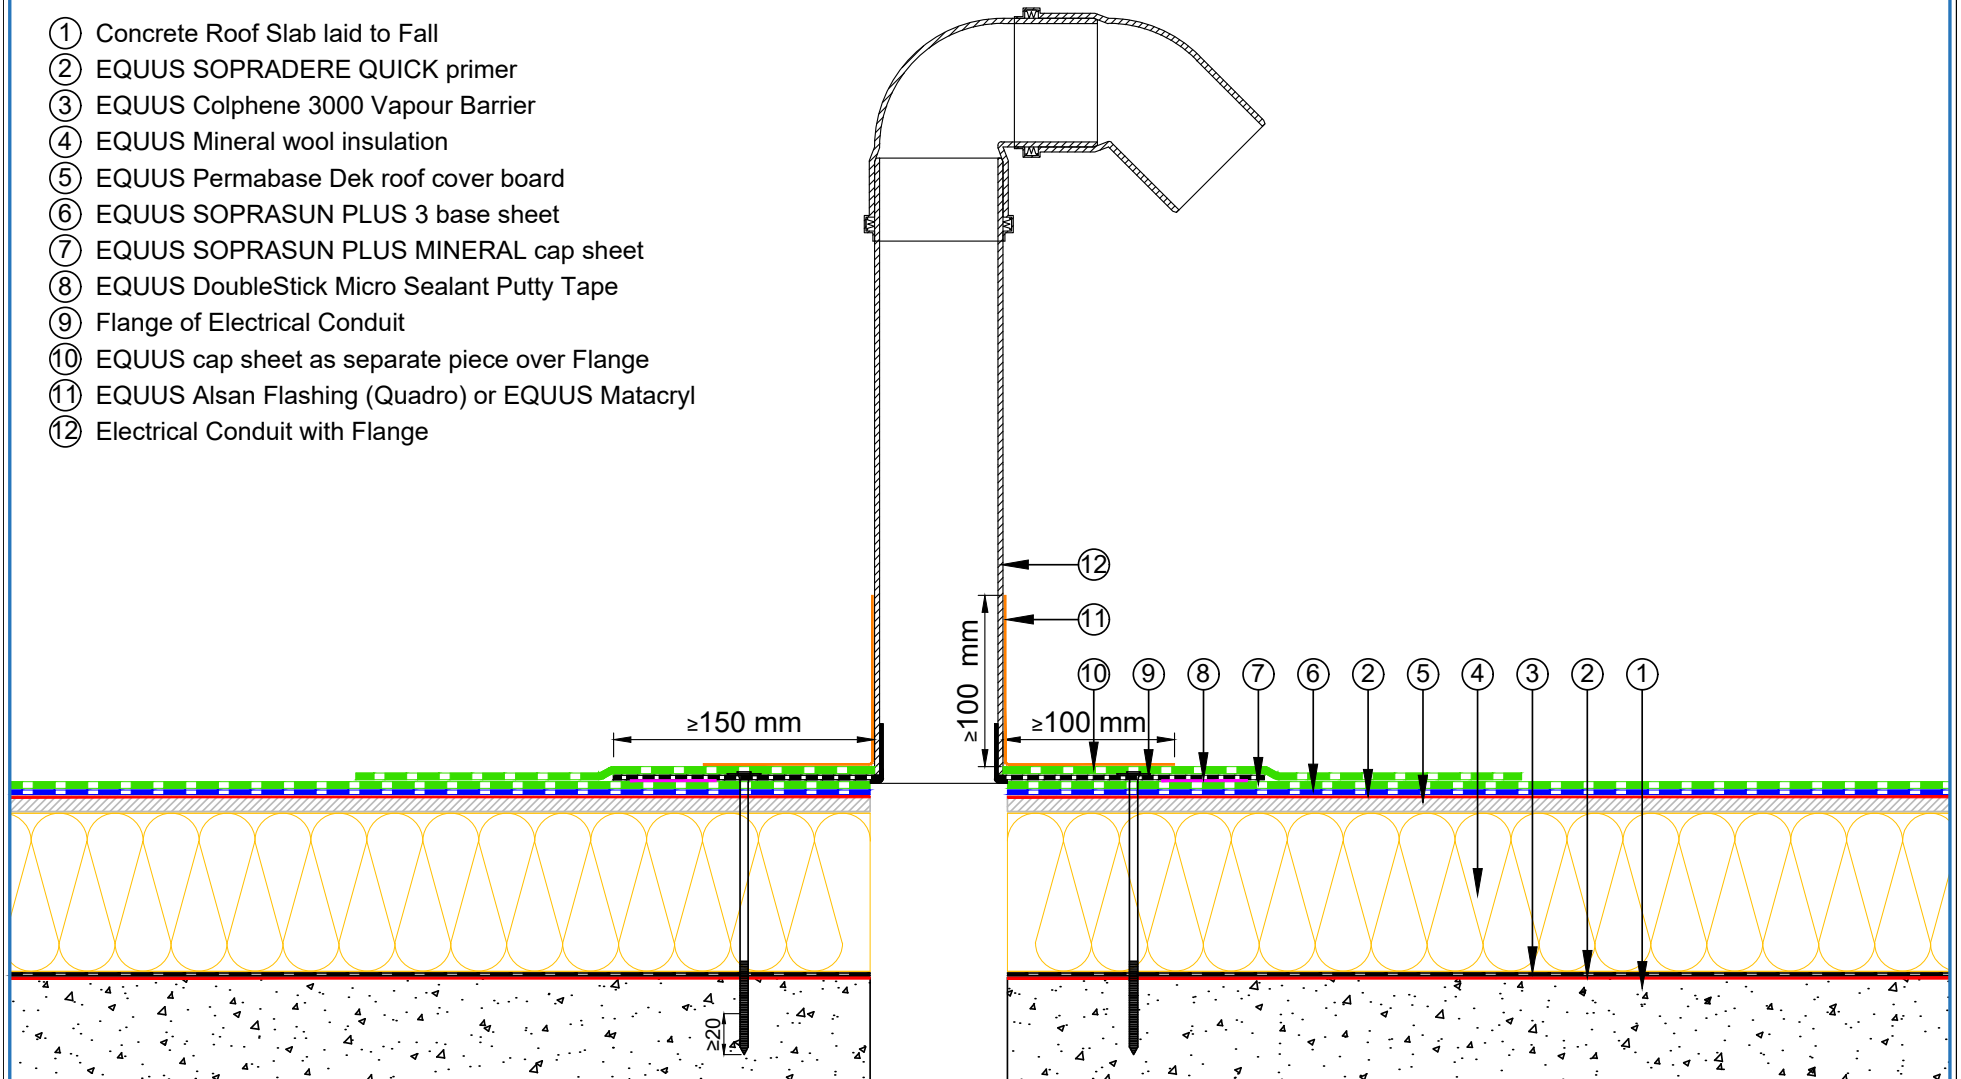 1 Concrete Roof Slab laid to Fall
2 EQUUS SOPRADERE QUICK primer
3 EQUUS Colphene 3000 Vapour Barrier
4 EQUUS Mineral wool insulation
5 EQUUS Permabase Dek roof cover board
6 EQUUS SOPRASUN PLUS 3 base sheet
7 EQUUS SOPRASUN PLUS MINERAL cap sheet
8 EQUUS DoubleStick Micro Sealant Putty Tape
9 Flange of Electrical Conduit
10 EQUUS cap sheet as separate piece over Flange
11 EQUUS Alsan Flashing (Quadro) or EQUUS Matacryl
12 Electrical Conduit with Flange
12
11
≥100 mm
10 9 8 7 6 2 5 4 3 2 1
≥150 mm
≥100 mm
≥20